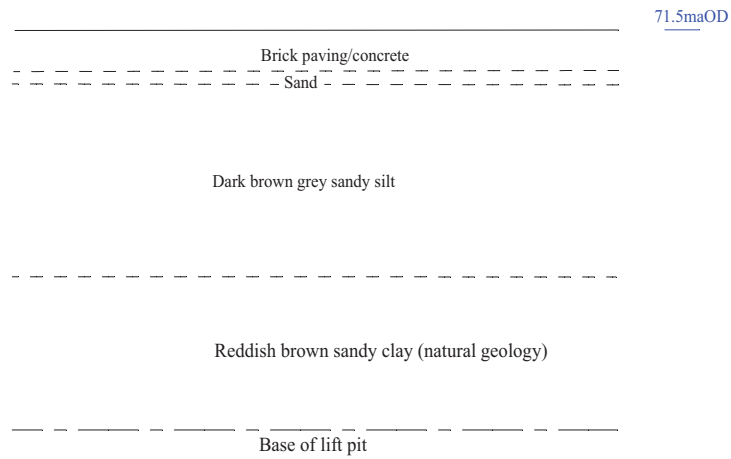 71.5maOD
Brick paving/concrete
Sand
Dark brown grey sandy silt
Reddish brown sandy clay (natural geology)
Base of lift pit